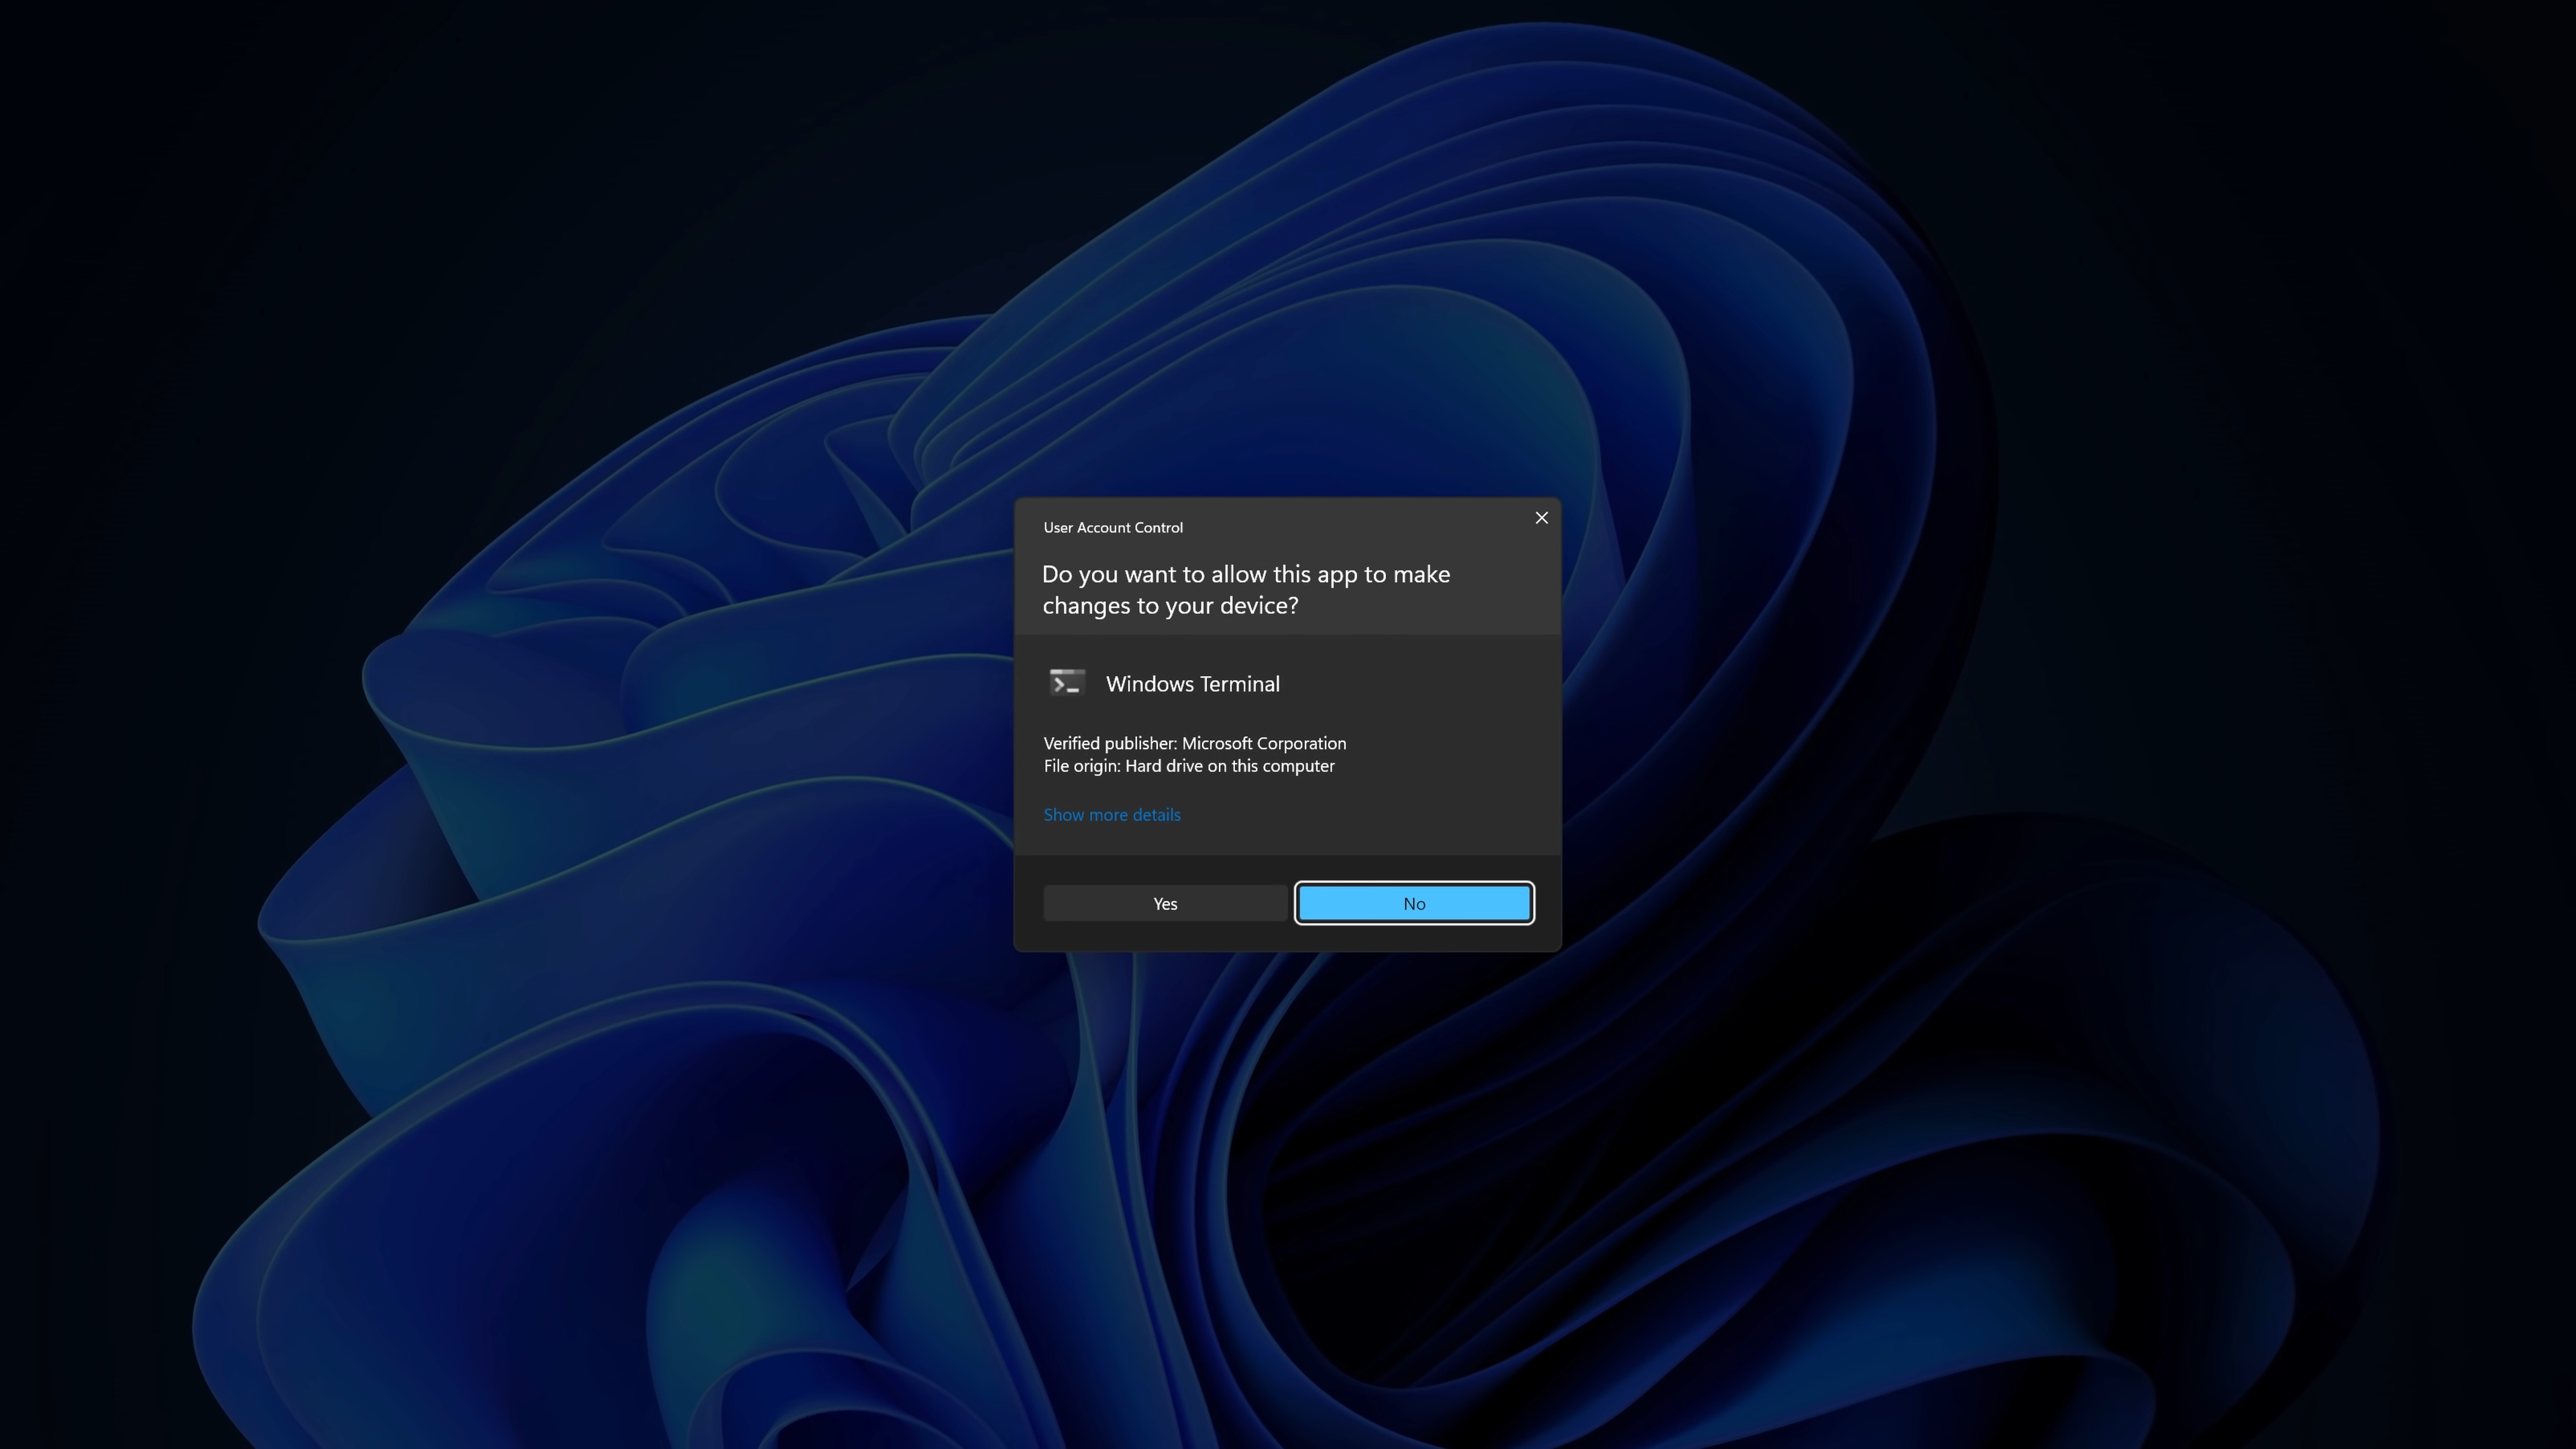 User Account Control
Do you want to allow this app to make
changes to your device?
Windows Terminal
Verified publisher: Microsoft Corporation
File origin: Hard drive on this computer
Show more details
Yes
No